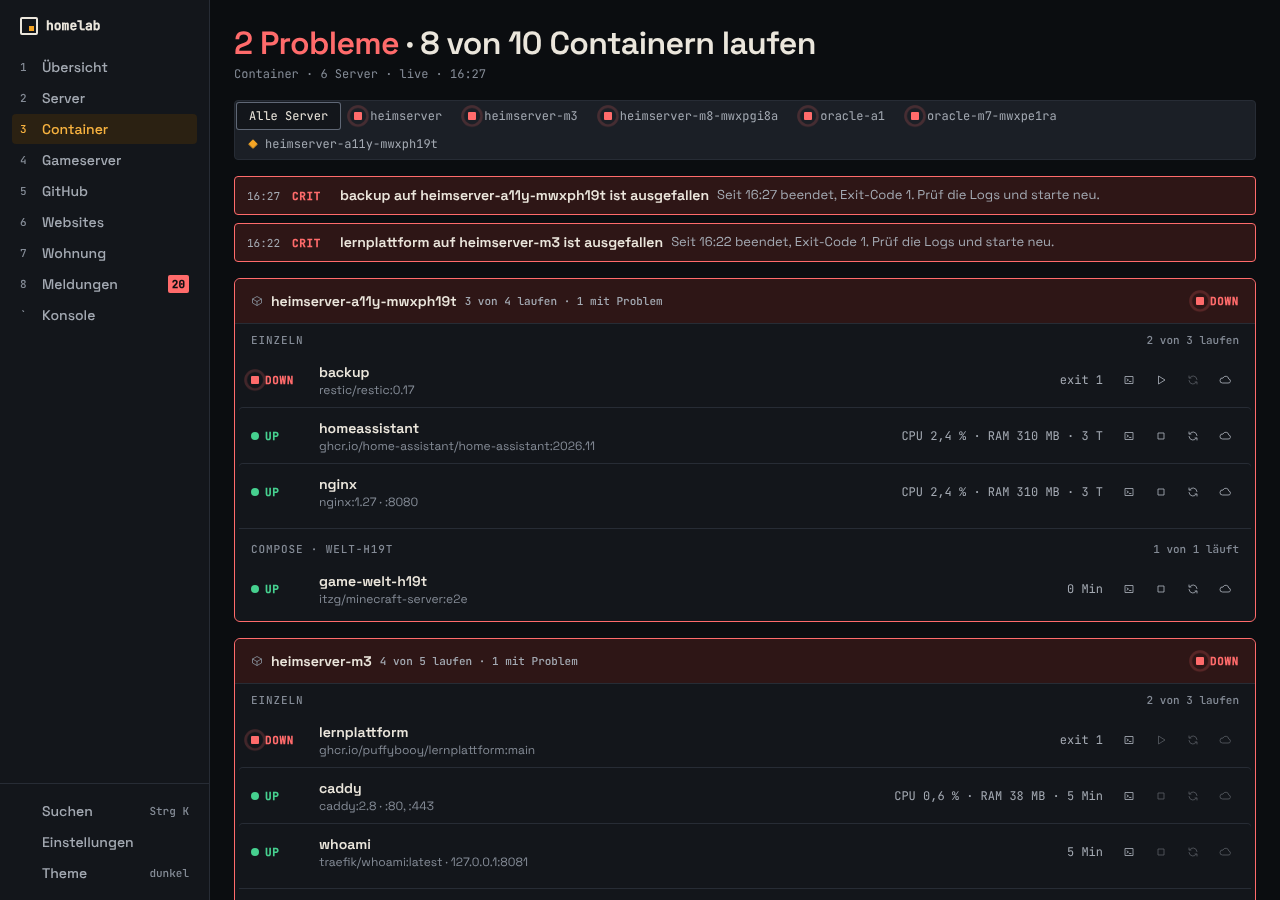 homelab
1 Übersicht
2 Server
3 Container
4 Gameserver
5 GitHub
6 Websites
7 Wohnung
8 Meldungen 20
` Konsole
Suchen Strg K
Einstellungen
Theme dunkel
2 Probleme · 8 von 10 Containern laufen
Container · 6 Server · live · 16:27
Alle Server heimserver heimserver-m3 heimserver-m8-mwxpgi8a oracle-a1 oracle-m7-mwxpe1ra
heimserver-a11y-mwxph19t
16:27 CRIT backup auf heimserver-a11y-mwxph19t ist ausgefallen Seit 16:27 beendet, Exit-Code 1. Prüf die Logs und starte neu.
16:22 CRIT lernplattform auf heimserver-m3 ist ausgefallen Seit 16:22 beendet, Exit-Code 1. Prüf die Logs und starte neu.
heimserver-a11y-mwxph19t 3 von 4 laufen · 1 mit Problem DOWN
EINZELN 2 von 3 laufen
DOWN backup exit 1
restic/restic:0.17
UP homeassistant CPU 2,4 % · RAM 310 MB · 3 T
ghcr.io/home-assistant/home-assistant:2026.11
UP nginx CPU 2,4 % · RAM 310 MB · 3 T
nginx:1.27 · :8080
COMPOSE · WELT-H19T 1 von 1 läuft
UP game-welt-h19t 0 Min
itzg/minecraft-server:e2e
heimserver-m3 4 von 5 laufen · 1 mit Problem DOWN
EINZELN 2 von 3 laufen
DOWN lernplattform exit 1
ghcr.io/puffybooy/lernplattform:main
UP caddy CPU 0,6 % · RAM 38 MB · 5 Min
caddy:2.8 · :80, :443
UP whoami 5 Min
traefik/whoami:latest · 127.0.0.1:8081